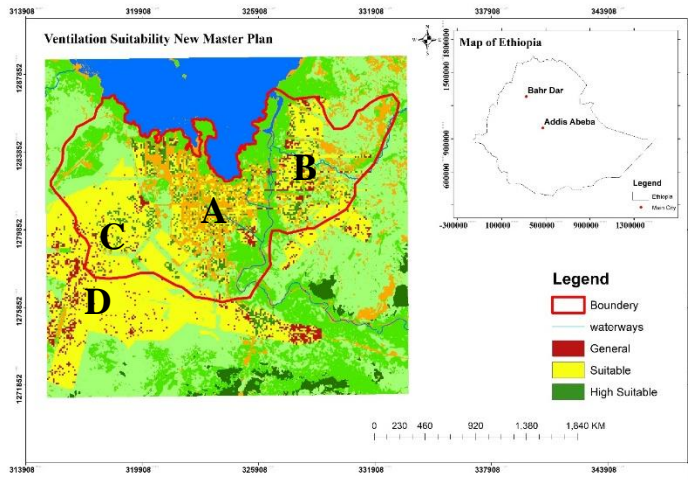 313908 319908 325908 331908 337908 343908
Ventilation Suitability New Master Plan
N
Map of Ethiopia
1287852
1283852
1279852
1275852
1271852
A
B
C
D
1800000
1500000
1200000
900000
600000
Bahr Dar
Addis Abeba
Legend
Ethiopia
Main City
-300000 100000 500000 900000 1300000
Legend
Boundery
waterways
General
Suitable
High Suitable
0 230 460 920 1,380 1,840 KM
313908 319908 325908 331908 337908 343908